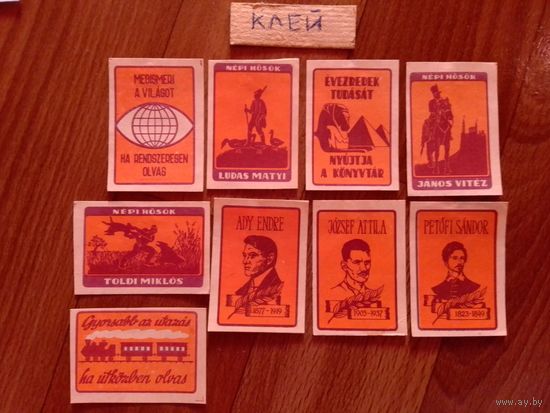 КЛЕЙ
MEGISMERI
A VILÁGOT
HA RENDSZERESEN
OLVAS
NÉPI HŐSÖK
LUDAS MATYI
ÉVEZREDEK
TUDÁSÁT
NYÚJTJA
A KÖNYVTÁR
NÉPI HŐSÖK
JÁNOS VITÉZ
NÉPI HŐSÖK
TOLDI MIKLÓS
ADY ENDRE
1877-1919
JÓZSEF ATTILA
1905-1937
PETŐFI SÁNDOR
1823-1849
Gyorsabb az utazás
ha útközben olvas
www.ay.by